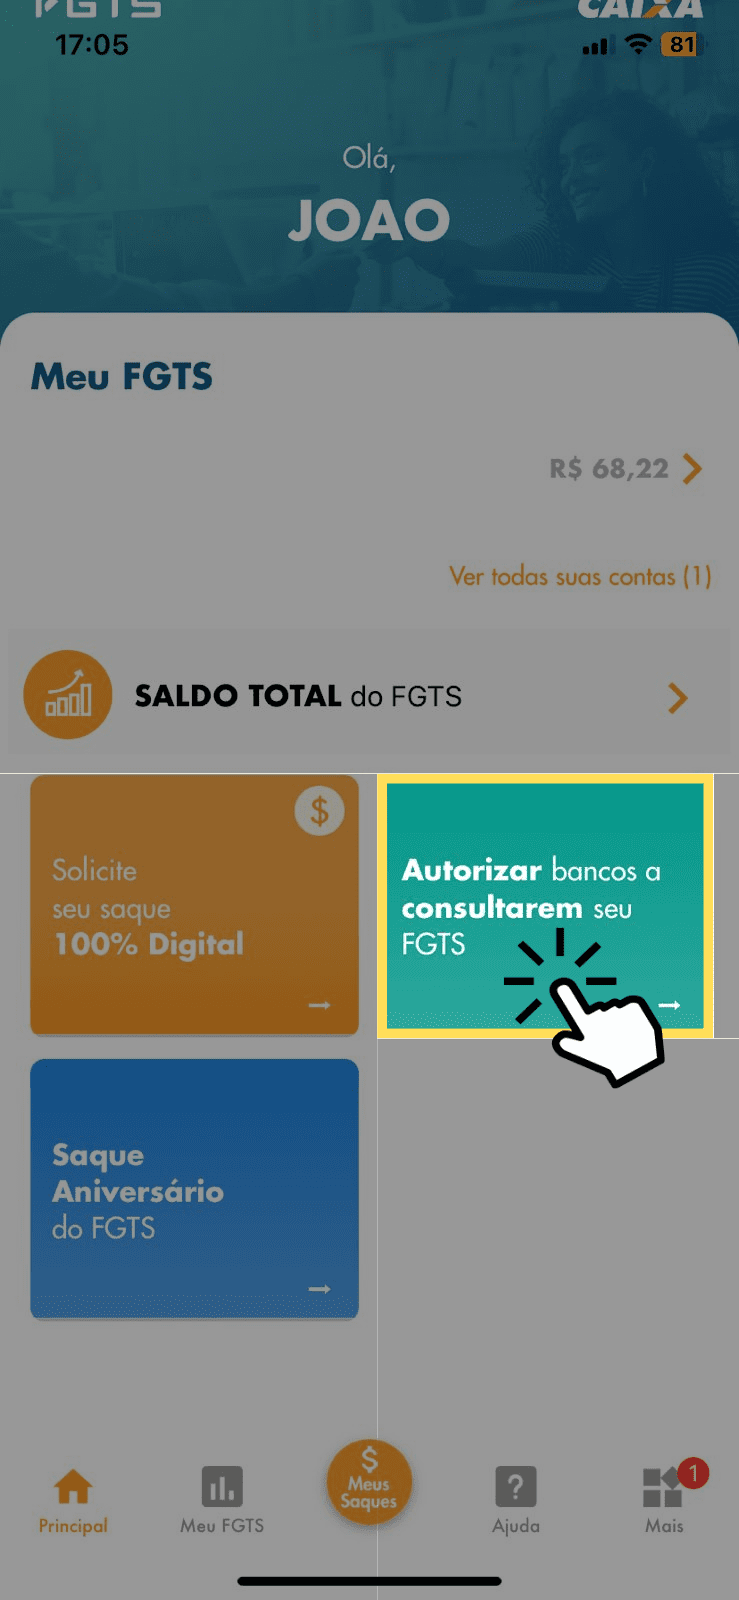 FGTS
CAIXA
17:05
81
Olá,
JOAO
Meu FGTS
R$ 68,22
Ver todas suas contas (1)
SALDO TOTAL do FGTS
$
Solicite
seu saque
100% Digital
Autorizar bancos a
consultarem seu
FGTS
Saque
Aniversário
do FGTS
$
Meus
Saques
?
1
Principal
Meu FGTS
Ajuda
Mais